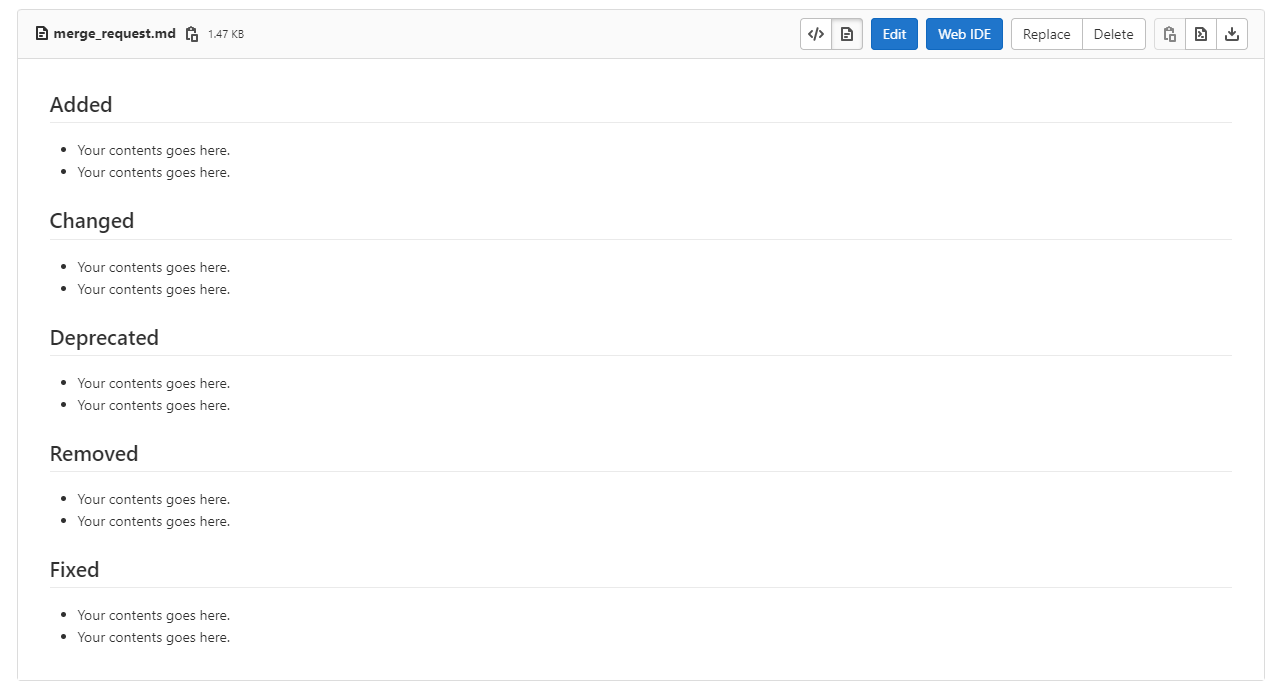 merge_request.md 1.47 KB Edit Web IDE Replace Delete
Added
Your contents goes here.
Your contents goes here.
Changed
Your contents goes here.
Your contents goes here.
Deprecated
Your contents goes here.
Your contents goes here.
Removed
Your contents goes here.
Your contents goes here.
Fixed
Your contents goes here.
Your contents goes here.